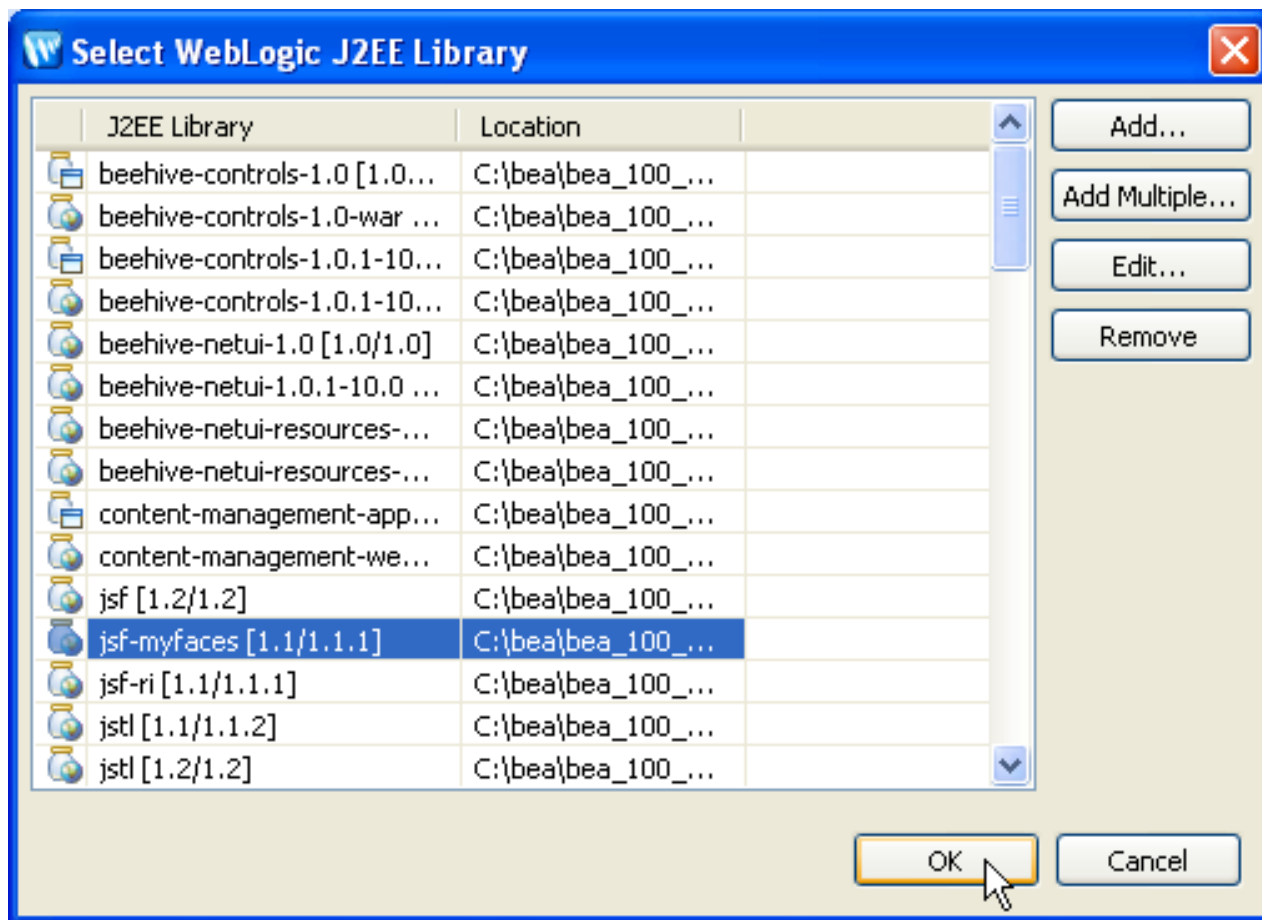 Select WebLogic J2EE Library
J2EE Library Location
Add...
beehive-controls-1.0 [1.0... C:\bea\bea_100_...
Add Multiple...
beehive-controls-1.0-war ... C:\bea\bea_100_...
beehive-controls-1.0.1-10... C:\bea\bea_100_...
Edit...
beehive-controls-1.0.1-10... C:\bea\bea_100_...
beehive-netui-1.0 [1.0/1.0] C:\bea\bea_100_...
Remove
beehive-netui-1.0.1-10.0 ... C:\bea\bea_100_...
beehive-netui-resources-... C:\bea\bea_100_...
beehive-netui-resources-... C:\bea\bea_100_...
content-management-app... C:\bea\bea_100_...
content-management-we... C:\bea\bea_100_...
jsf [1.2/1.2] C:\bea\bea_100_...
jsf-myfaces [1.1/1.1.1] C:\bea\bea_100_...
jsf-ri [1.1/1.1.1] C:\bea\bea_100_...
jstl [1.1/1.1.2] C:\bea\bea_100_...
jstl [1.2/1.2] C:\bea\bea_100_...
OK Cancel